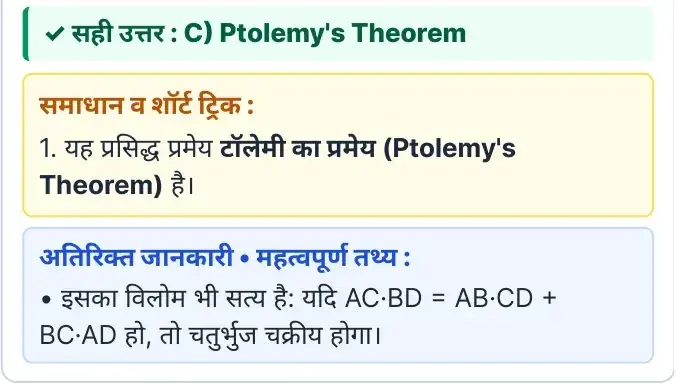 ✓ सही उत्तर : C) Ptolemy's Theorem
समाधान व शॉर्ट ट्रिक :
1. यह प्रसिद्ध प्रमेय टॉलेमी का प्रमेय (Ptolemy's
Theorem) है।
अतिरिक्त जानकारी • महत्वपूर्ण तथ्य :
• इसका विलोम भी सत्य है: यदि AC·BD = AB·CD +
BC·AD हो, तो चतुर्भुज चक्रीय होगा।